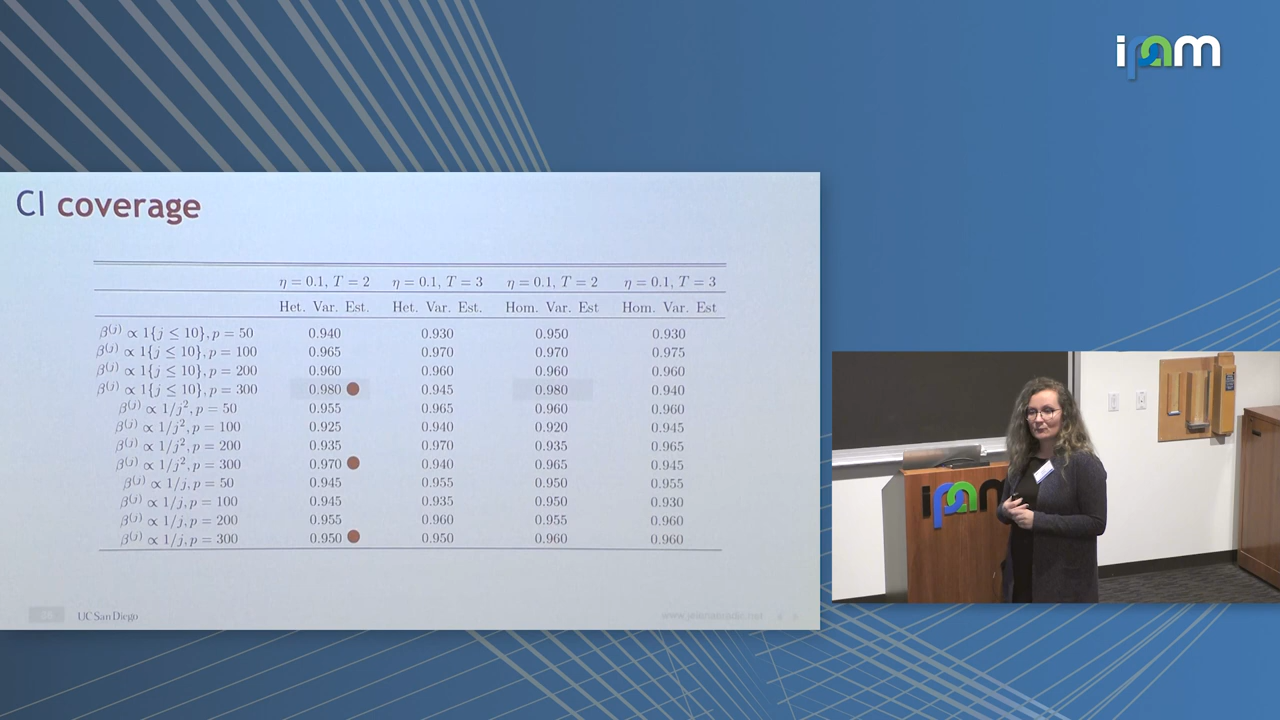 ipam
CI coverage
η = 0.1, T = 2 η = 0.1, T = 3 η = 0.1, T = 2 η = 0.1, T = 3
Het. Var. Est. Het. Var. Est. Hom. Var. Est Hom. Var. Est
β(j) ∝ 1{j ≤ 10}, p = 50 0.940 0.930 0.950 0.930
β(j) ∝ 1{j ≤ 10}, p = 100 0.965 0.970 0.970 0.975
β(j) ∝ 1{j ≤ 10}, p = 200 0.960 0.960 0.960 0.960
β(j) ∝ 1{j ≤ 10}, p = 300 0.980 0.945 0.980 0.940
β(j) ∝ 1/j², p = 50 0.955 0.965 0.960 0.960
β(j) ∝ 1/j², p = 100 0.925 0.940 0.920 0.945
β(j) ∝ 1/j², p = 200 0.935 0.970 0.935 0.965
β(j) ∝ 1/j², p = 300 0.970 0.940 0.965 0.945
β(j) ∝ 1/j, p = 50 0.945 0.955 0.950 0.955
β(j) ∝ 1/j, p = 100 0.945 0.935 0.950 0.930
β(j) ∝ 1/j, p = 200 0.955 0.960 0.955 0.960
β(j) ∝ 1/j, p = 300 0.950 0.950 0.960 0.960
UC San Diego
ipam